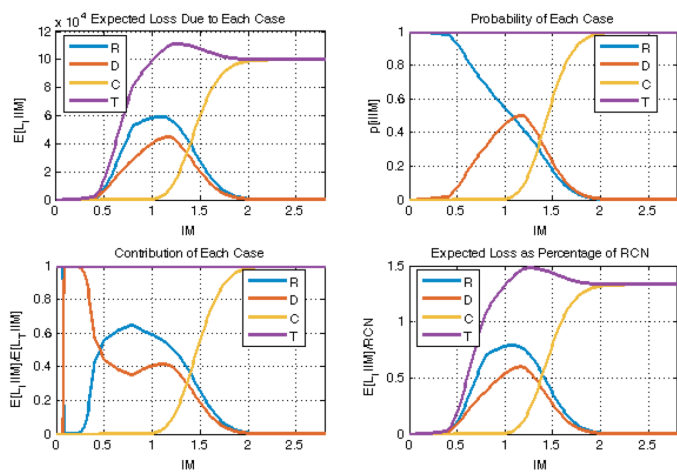 Expected Loss Due to Each Case
x 10^4
12
10
8
6
4
2
0
E[L_I|IM]
R
D
C
T
0 0.5 1 1.5 2 2.5
IM
Probability of Each Case
1
0.8
0.6
0.4
0.2
0
p[i|IM]
R
D
C
T
0 0.5 1 1.5 2 2.5
IM
Contribution of Each Case
1
0.8
0.6
0.4
0.2
0
E[L_I|IM]/E[L_T|IM]
R
D
C
T
0 0.5 1 1.5 2 2.5
IM
Expected Loss as Percentage of RCN
1.5
1
0.5
0
E[L_I|IM]/RCN
R
D
C
T
0 0.5 1 1.5 2 2.5
IM